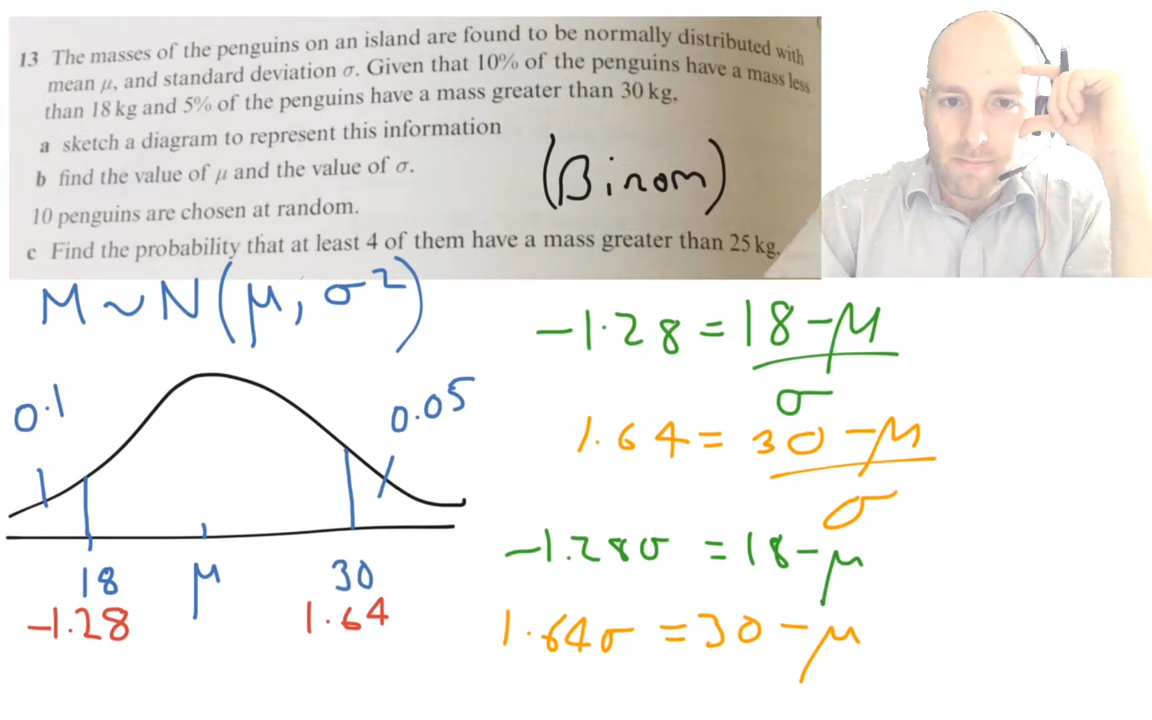 13 The masses of the penguins on an island are found to be normally distributed with
mean μ, and standard deviation σ. Given that 10% of the penguins have a mass less
than 18 kg and 5% of the penguins have a mass greater than 30 kg,
a sketch a diagram to represent this information
b find the value of μ and the value of σ.
10 penguins are chosen at random.
c Find the probability that at least 4 of them have a mass greater than 25 kg.
(Binom)
M ~ N(μ, σ²)
0.1
0.05
18 μ 30
-1.28 1.64
-1.28 = 18-μ
σ
1.64 = 30-μ
σ
-1.28σ = 18-μ
1.64σ = 30-μ